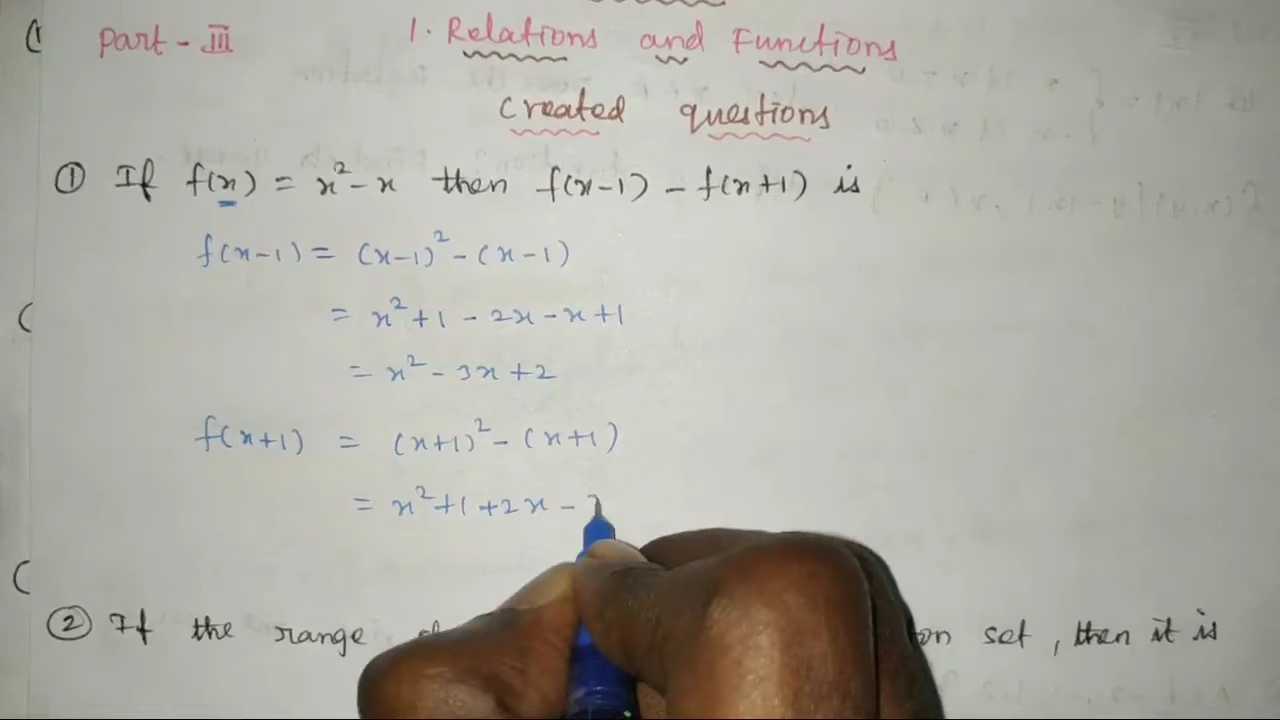 Part - III 1. Relations and Functions
created questions
① If f(x) = x² - x then f(x-1) - f(x+1) is
f(x-1) = (x-1)² - (x-1)
= x² + 1 - 2x - x + 1
= x² - 3x + 2
f(x+1) = (x+1)² - (x+1)
= x² + 1 + 2x -
② If the range set, then it is